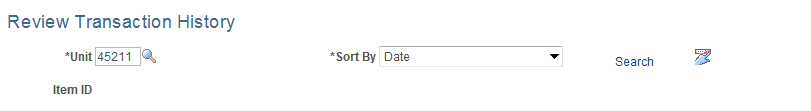 Review Transaction History
*Unit 45211 *Sort By Date Search
Item ID